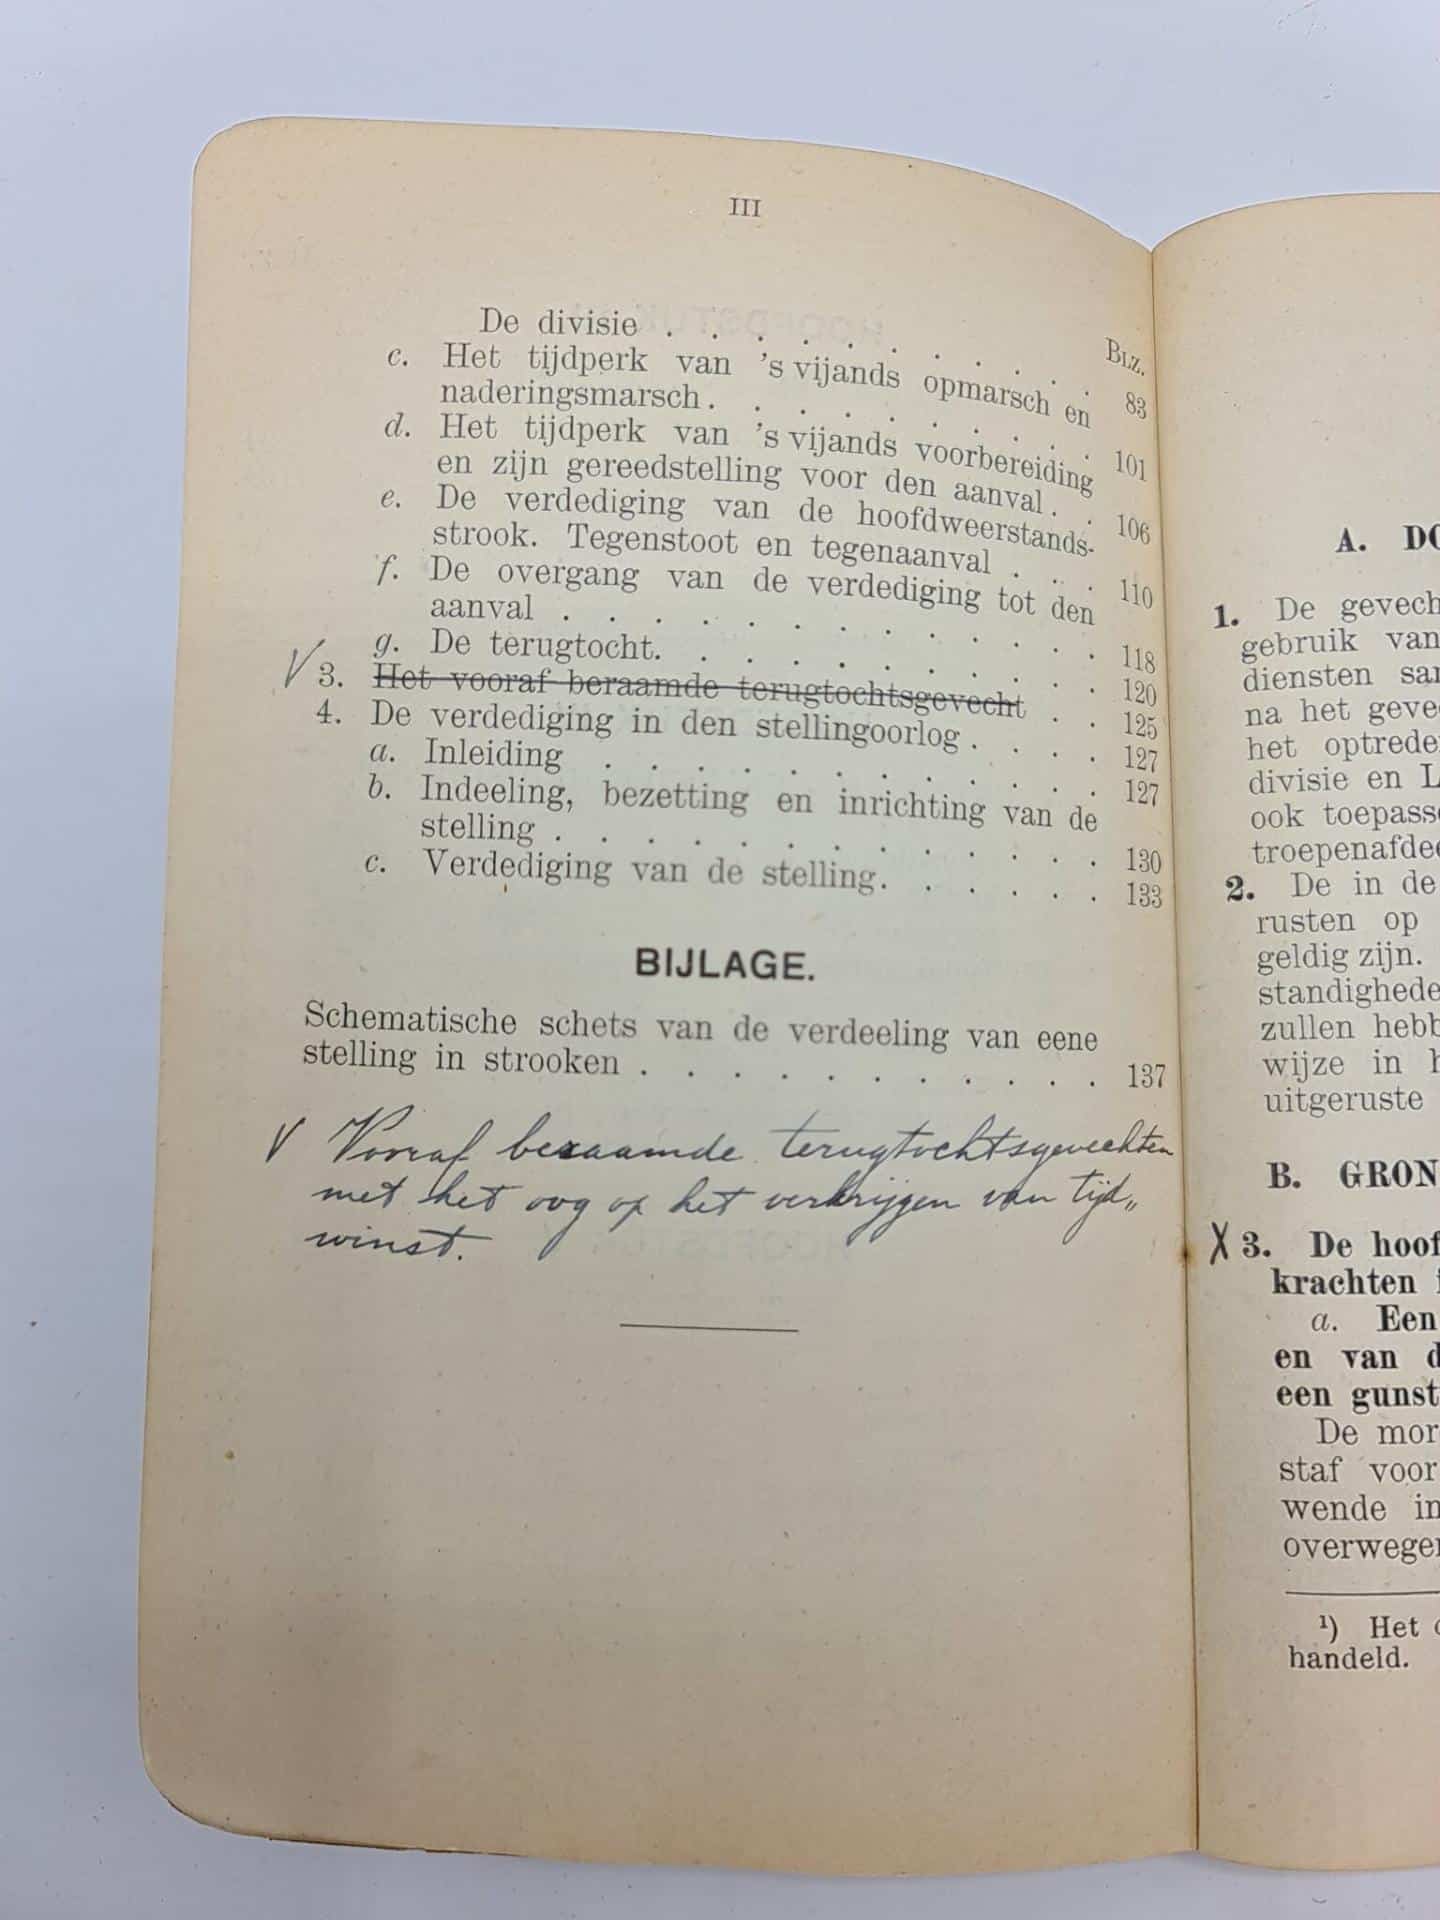 III
Blz.
De divisie . . . . . . . . . . 83
c. Het tijdperk van 's vijands opmarsch en
naderingsmarsch . . . . . . . . . 101
d. Het tijdperk van 's vijands voorbereiding
en zijn gereedstelling voor den aanval . . 106
e. De verdediging van de hoofdweerstands-
strook. Tegenstoot en tegenaanval . . . 110
f. De overgang van de verdediging tot den
aanval . . . . . . . . . . . . 118
g. De terugtocht. . . . . . . . . . 120
V 3. Het vooraf beraamde terugtochtsgevecht . . 125
4. De verdediging in den stellingoorlog . . . . 127
a. Inleiding . . . . . . . . . . . 127
b. Indeeling, bezetting en inrichting van de
stelling . . . . . . . . . . . . 130
c. Verdediging van de stelling. . . . . . 133
BIJLAGE.
Schematische schets van de verdeeling van eene
stelling in strooken . . . . . . . . . . . 137
V Vooraf beraamde terugtochtsgevechten
met het oog op het verkrijgen van tijd„
winst.
A. DO
1. De gevech
gebruik van
diensten sa
na het geve
het optrede
divisie en L
ook toepass
troepenafdee
2. De in de
rusten op
geldig zijn.
standighede
zullen hebb
wijze in h
uitgeruste
B. GRON
X 3. De hoof
krachten
a. Een
en van d
een gunst
De mor
staf voor
wende in
overwege
¹) Het
handeld.